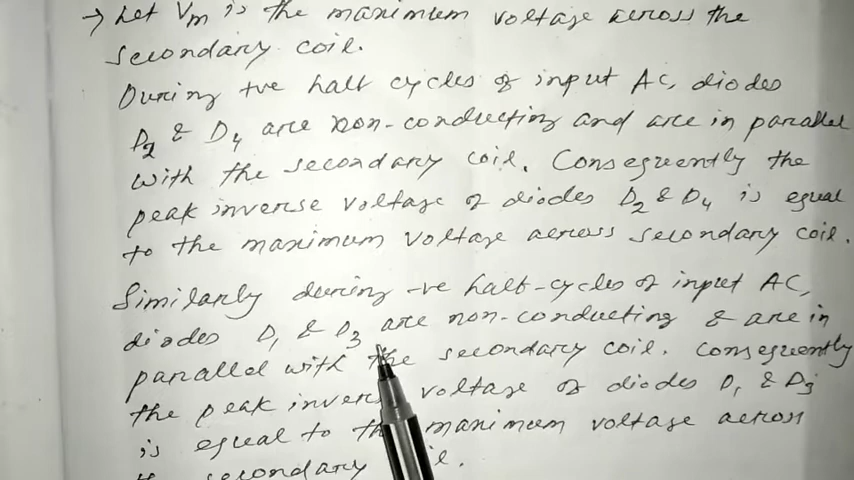 → Let Vm is the maximum voltage across the
secondary coil.
During +ve half cycles of input AC, diodes
D2 & D4 are non-conducting and are in parallel
with the secondary coil. Consequently the
peak inverse voltage of diodes D2 & D4 is equal
to the maximum voltage across secondary coil.
Similarly during -ve half-cycles of input AC,
diodes D1 & D3 are non-conducting & are in
parallel with the secondary coil. Consequently
the peak inverse voltage of diodes D1 & D3
is equal to the maximum voltage across
secondary